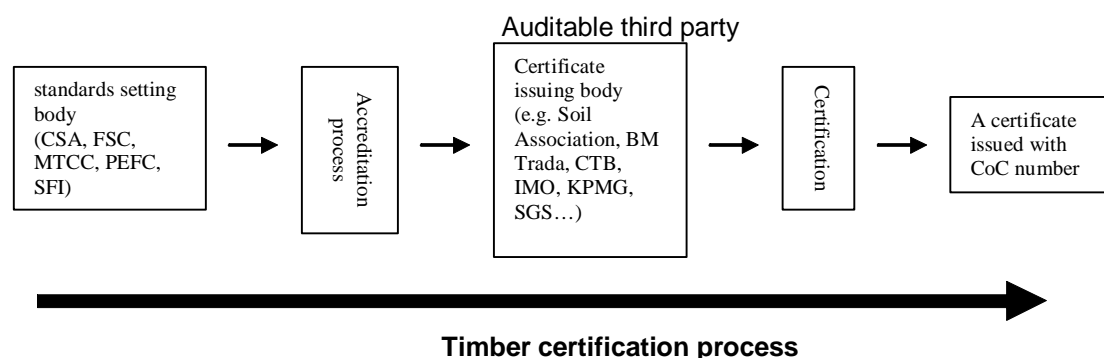 Auditable third party
standards setting
body
(CSA, FSC,
MTCC, PEFC,
SFI)
Accreditation
process
Certificate
issuing body
(e.g. Soil
Association, BM
Trada, CTB,
IMO, KPMG,
SGS…)
Certification
A certificate
issued with
CoC number
Timber certification process